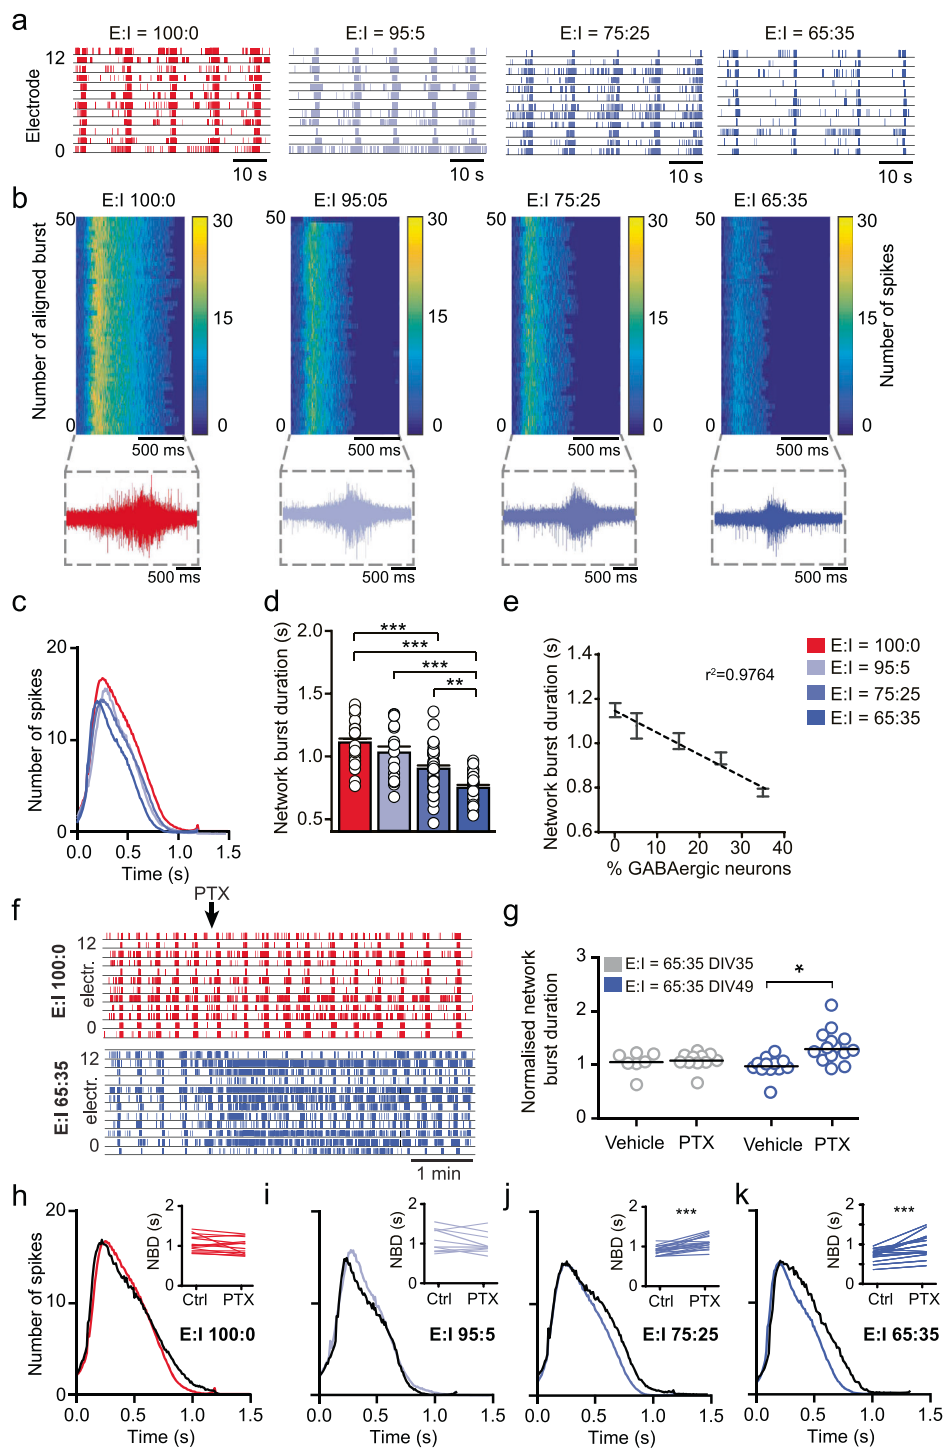 a
E:I = 100:0
E:I = 95:5
E:I = 75:25
E:I = 65:35
Electrode
12
0
10 s
10 s
10 s
10 s
b
E:I 100:0
E:I 95:05
E:I 75:25
E:I 65:35
Number of aligned burst
50
0
30
15
0
50
0
30
15
0
50
0
30
15
0
50
0
30
15
0
Number of spikes
500 ms
500 ms
500 ms
500 ms
500 ms
500 ms
500 ms
500 ms
c
Number of spikes
20
10
0
0.0
0.5
1.0
1.5
Time (s)
d
Network burst duration (s)
2.0
1.5
1.0
0.5
***
***
***
**
e
Network burst duration (s)
1.4
1.2
1.0
0.8
0.6
r²=0.9764
0
10
20
30
40
% GABAergic neurons
E:I = 100:0
E:I = 95:5
E:I = 75:25
E:I = 65:35
f
PTX
E:I 100:0
electr.
12
0
E:I 65:35
electr.
12
0
1 min
g
Normalised network
burst duration
3
2
1
0
E:I = 65:35 DIV35
E:I = 65:35 DIV49
*
Vehicle
PTX
Vehicle
PTX
h
Number of spikes
20
10
0
NBD (s)
2
1
0
Ctrl
PTX
E:I 100:0
0.0
0.5
1.0
1.5
Time (s)
i
NBD (s)
2
1
0
Ctrl
PTX
E:I 95:5
0.0
0.5
1.0
1.5
Time (s)
j
NBD (s)
2
1
0
***
Ctrl
PTX
E:I 75:25
0.0
0.5
1.0
1.5
Time (s)
k
NBD (s)
2
1
0
***
Ctrl
PTX
E:I 65:35
0.0
0.5
1.0
1.5
Time (s)